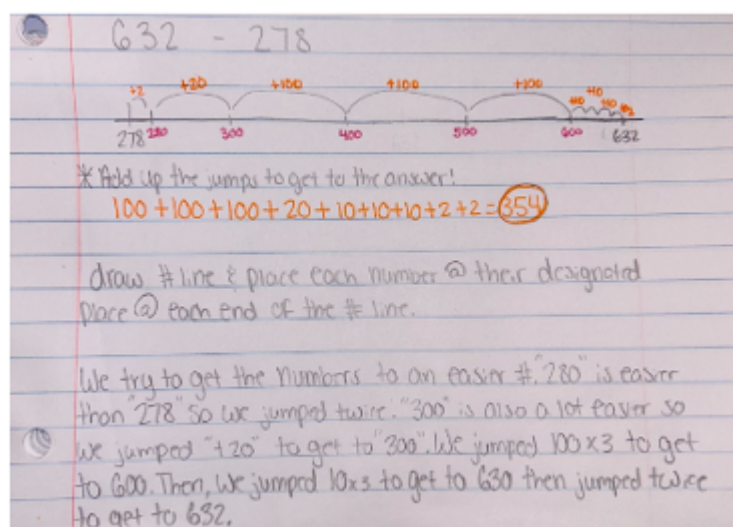 632 - 278
+2 +20 +100 +100 +100 +10 +10 +10 +2
278 280 300 400 500 600 632
* Add up the jumps to get to the answer!
100 +100 +100 + 20 + 10 +10 +10 +2 +2 = 354
draw # line & place each number @ their designated
place @ each end of the # line.
We try to get the numbers to an easier #. "280" is easier
than "278" so we jumped twice. "300" is also a lot easier so
we jumped "+20" to get to "300". We jumped 100x3 to get
to 600. Then, we jumped 10x3 to get to 630 then jumped twice
to get to 632.